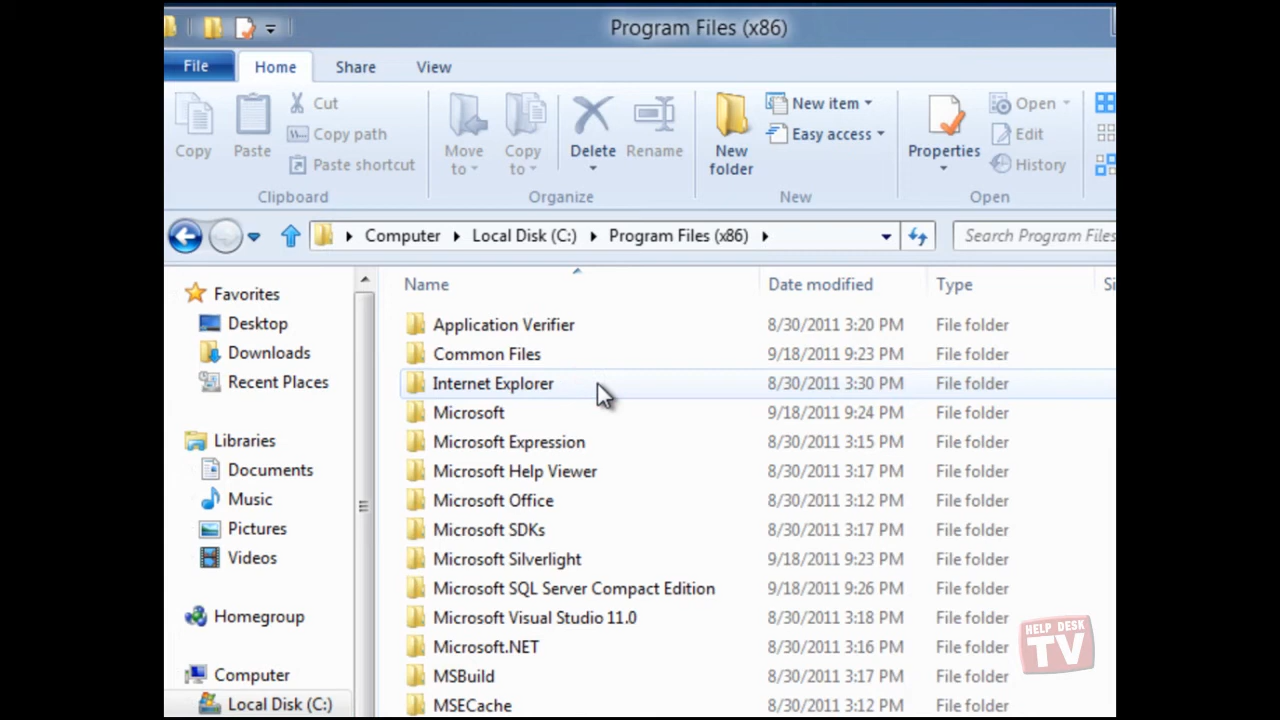 Program Files (x86)
File Home Share View
Copy Paste Cut Copy path Paste shortcut
Clipboard
Move to Copy to Delete Rename
Organize
New folder New item Easy access
New
Properties Open Edit History
Open
Computer Local Disk (C:) Program Files (x86) Search Program Files
Name Date modified Type
Favorites
Desktop
Downloads
Recent Places
Libraries
Documents
Music
Pictures
Videos
Homegroup
Computer
Local Disk (C:)
Application Verifier 8/30/2011 3:20 PM File folder
Common Files 9/18/2011 9:23 PM File folder
Internet Explorer 8/30/2011 3:30 PM File folder
Microsoft 9/18/2011 9:24 PM File folder
Microsoft Expression 8/30/2011 3:15 PM File folder
Microsoft Help Viewer 8/30/2011 3:17 PM File folder
Microsoft Office 8/30/2011 3:12 PM File folder
Microsoft SDKs 8/30/2011 3:17 PM File folder
Microsoft Silverlight 9/18/2011 9:23 PM File folder
Microsoft SQL Server Compact Edition 9/18/2011 9:26 PM File folder
Microsoft Visual Studio 11.0 8/30/2011 3:18 PM File folder
Microsoft.NET 8/30/2011 3:16 PM File folder
MSBuild 8/30/2011 3:17 PM File folder
MSECache 8/30/2011 3:12 PM File folder
HELP DESK
TV